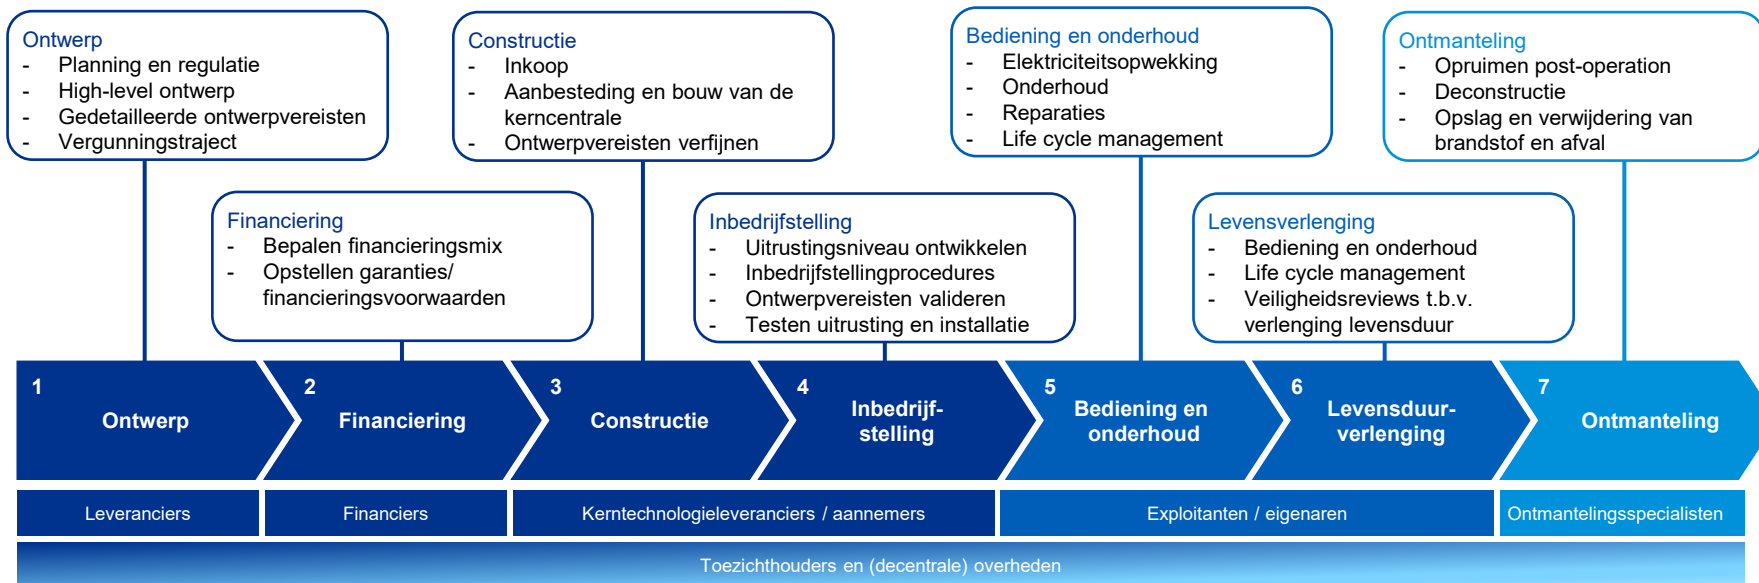 Ontwerp
- Planning en regulatie
- High-level ontwerp
- Gedetailleerde ontwerpvereisten
- Vergunningstraject
Financiering
- Bepalen financieringsmix
- Opstellen garanties/
financieringsvoorwaarden
Constructie
- Inkoop
- Aanbesteding en bouw van de
kerncentrale
- Ontwerpvereisten verfijnen
Inbedrijfstelling
- Uitrustingsniveau ontwikkelen
- Inbedrijfstellingprocedures
- Ontwerpvereisten valideren
- Testen uitrusting en installatie
Bediening en onderhoud
- Elektriciteitsopwekking
- Onderhoud
- Reparaties
- Life cycle management
Levensverlenging
- Bediening en onderhoud
- Life cycle management
- Veiligheidsreviews t.b.v.
verlenging levensduur
Ontmanteling
- Opruimen post-operation
- Deconstructie
- Opslag en verwijdering van
brandstof en afval
1
Ontwerp
2
Financiering
3
Constructie
4
Inbedrijf-
stelling
5
Bediening en
onderhoud
6
Levensduur-
verlenging
7
Ontmanteling
Leveranciers
Financiers
Kerntechnologieleveranciers / aannemers
Exploitanten / eigenaren
Ontmantelingsspecialisten
Toezichthouders en (decentrale) overheden